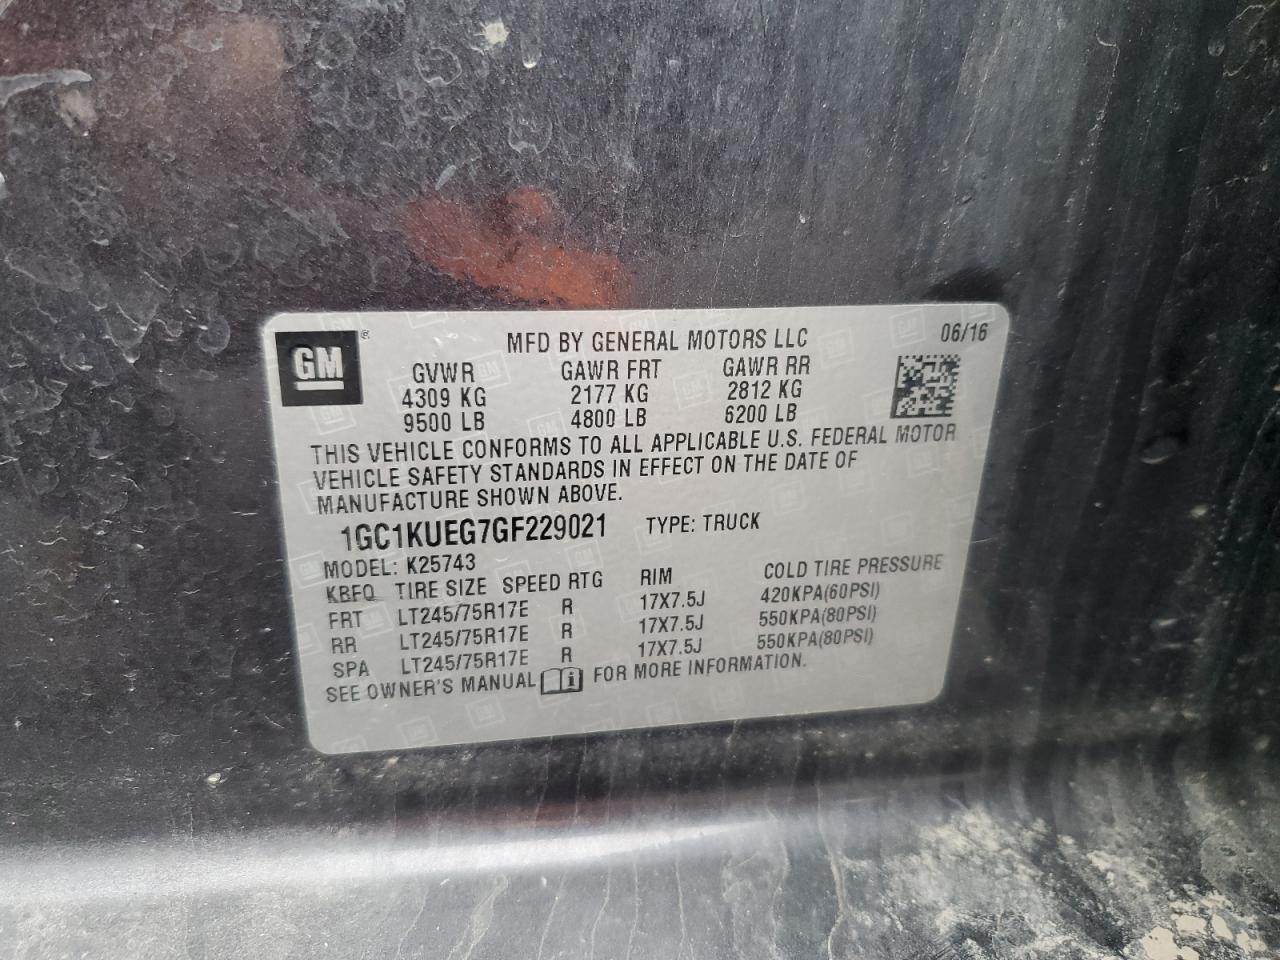 GM ®
MFD BY GENERAL MOTORS LLC 06/16
GVWR GAWR FRT GAWR RR
4309 KG 2177 KG 2812 KG
9500 LB 4800 LB 6200 LB
THIS VEHICLE CONFORMS TO ALL APPLICABLE U.S. FEDERAL MOTOR
VEHICLE SAFETY STANDARDS IN EFFECT ON THE DATE OF
MANUFACTURE SHOWN ABOVE.
1GC1KUEG7GF229021 TYPE: TRUCK
MODEL: K25743
KBFQ TIRE SIZE SPEED RTG RIM COLD TIRE PRESSURE
FRT LT245/75R17E R 17X7.5J 420KPA(60PSI)
RR LT245/75R17E R 17X7.5J 550KPA(80PSI)
SPA LT245/75R17E R 17X7.5J 550KPA(80PSI)
SEE OWNER'S MANUAL i FOR MORE INFORMATION.